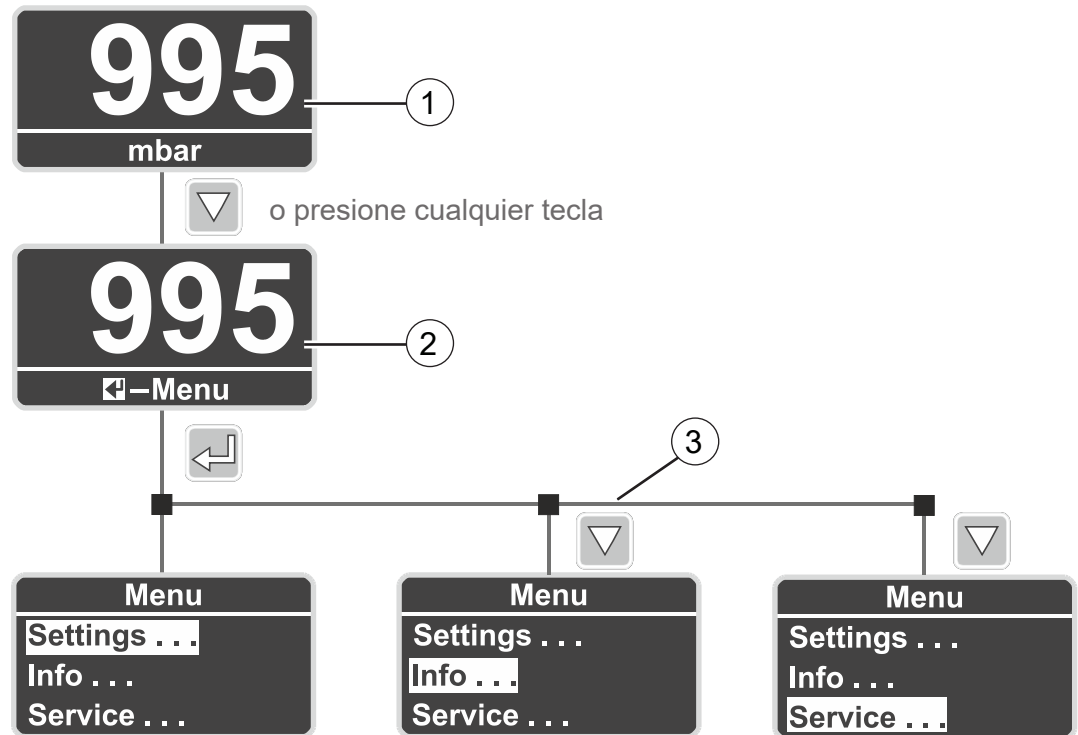 995
1
mbar
o presione cualquier tecla
995
2
–Menu
3
Menu
Settings . . .
Info . . .
Service . . .
Menu
Settings . . .
Info . . .
Service . . .
Menu
Settings . . .
Info . . .
Service . . .